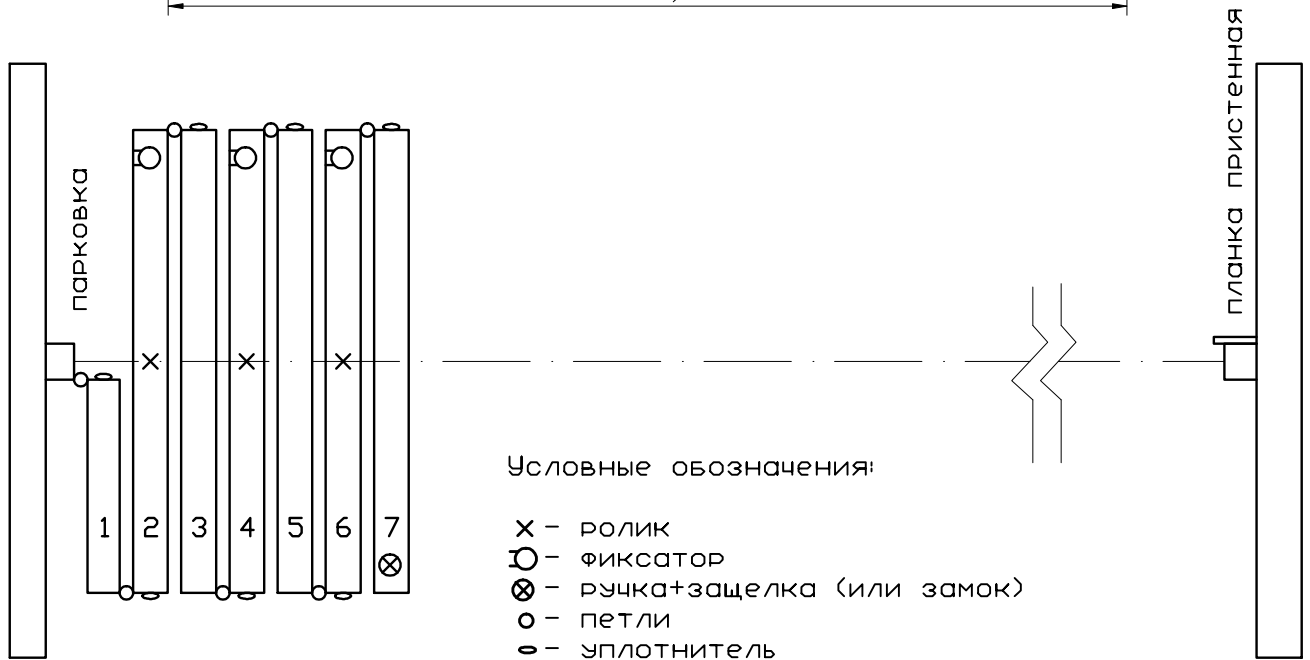 планка пристенная
парковка
1 2 3 4 5 6 7
Условные обозначения:
- ролик
- фиксатор
- ручка+защелка (или замок)
- петли
- уплотнитель